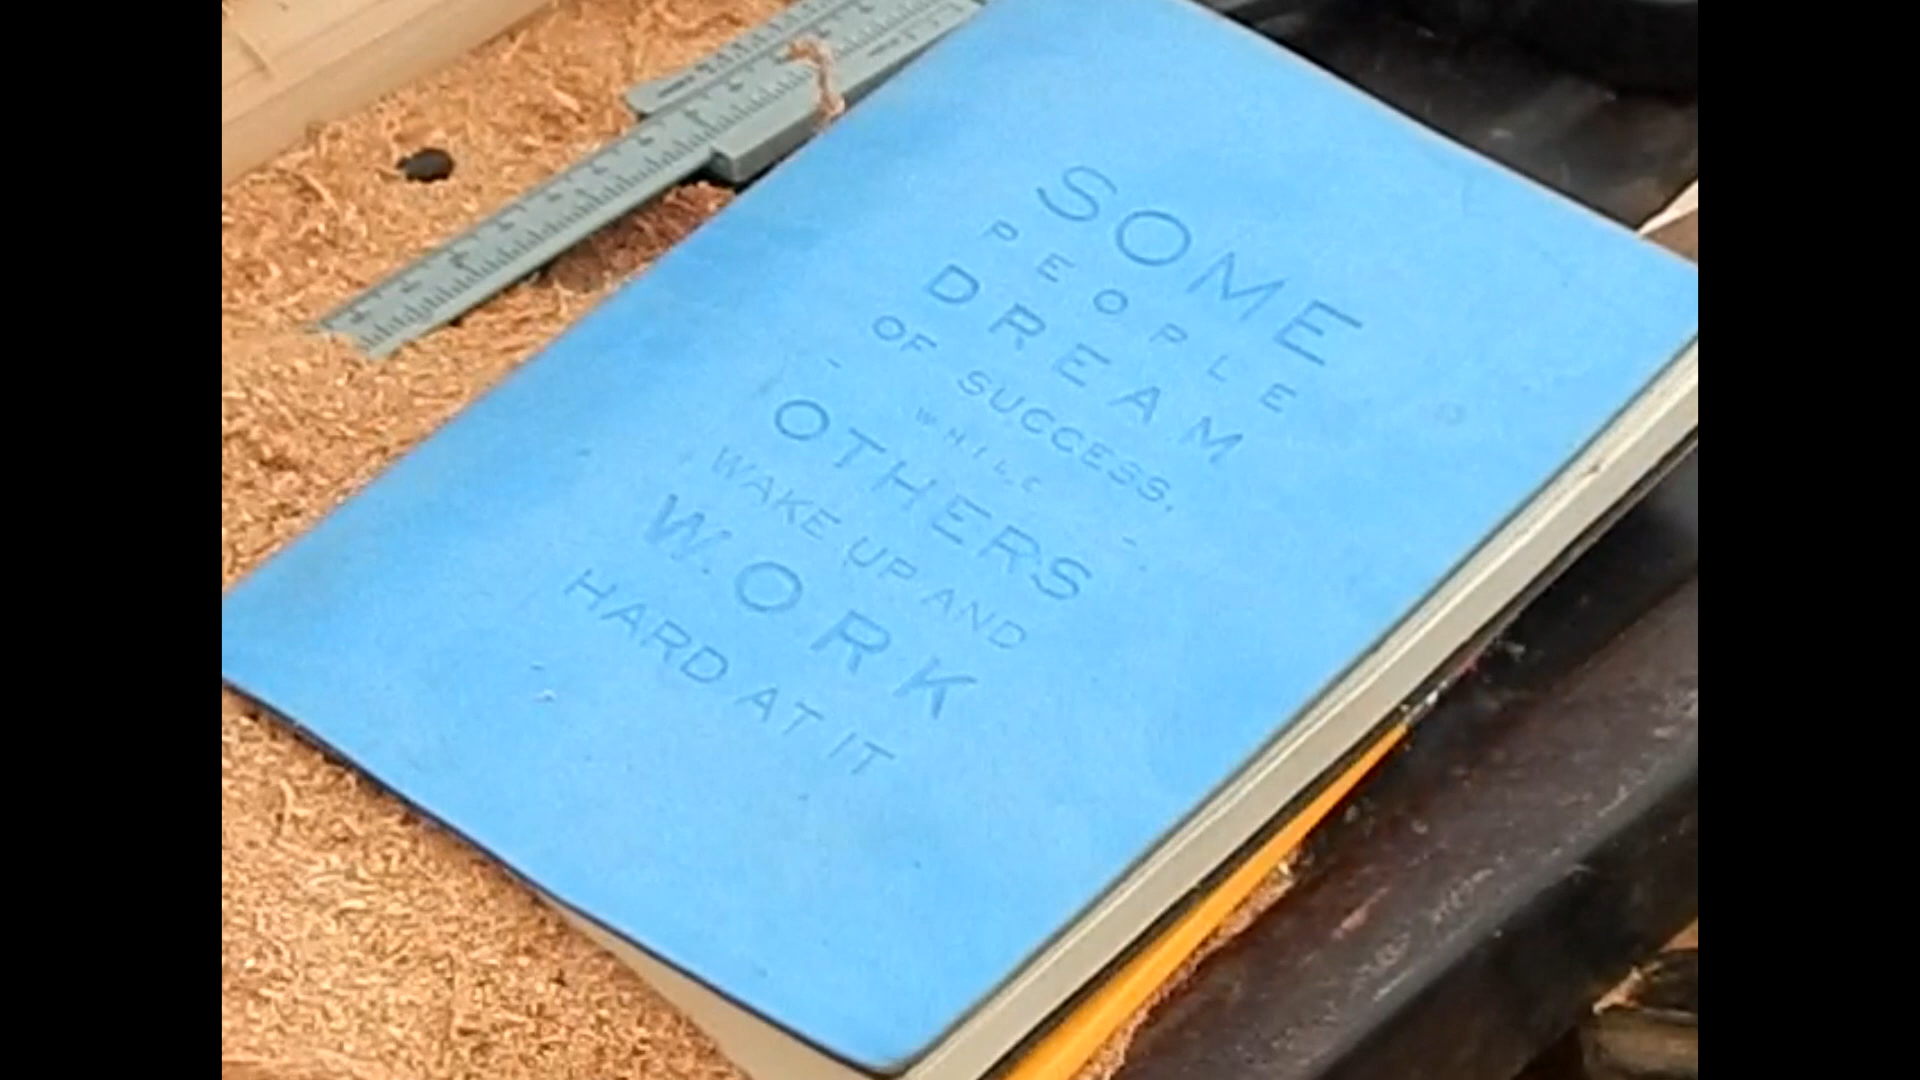 SOME
PEOPLE
DREAM
OF SUCCESS.
- WHILE -
OTHERS
WAKE UP AND
W.ORK
HARD AT IT